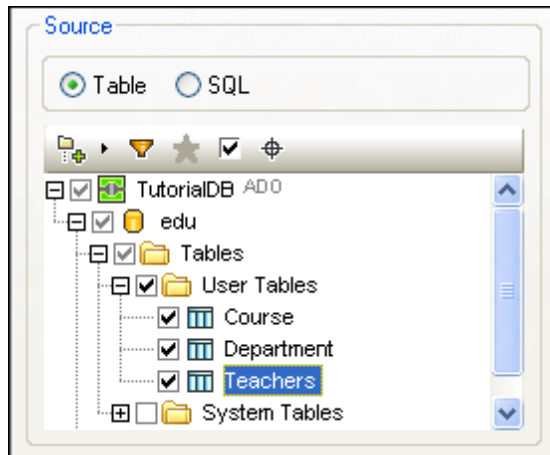 Source
Table SQL
TutorialDB ADO
edu
Tables
User Tables
Course
Department
Teachers
System Tables